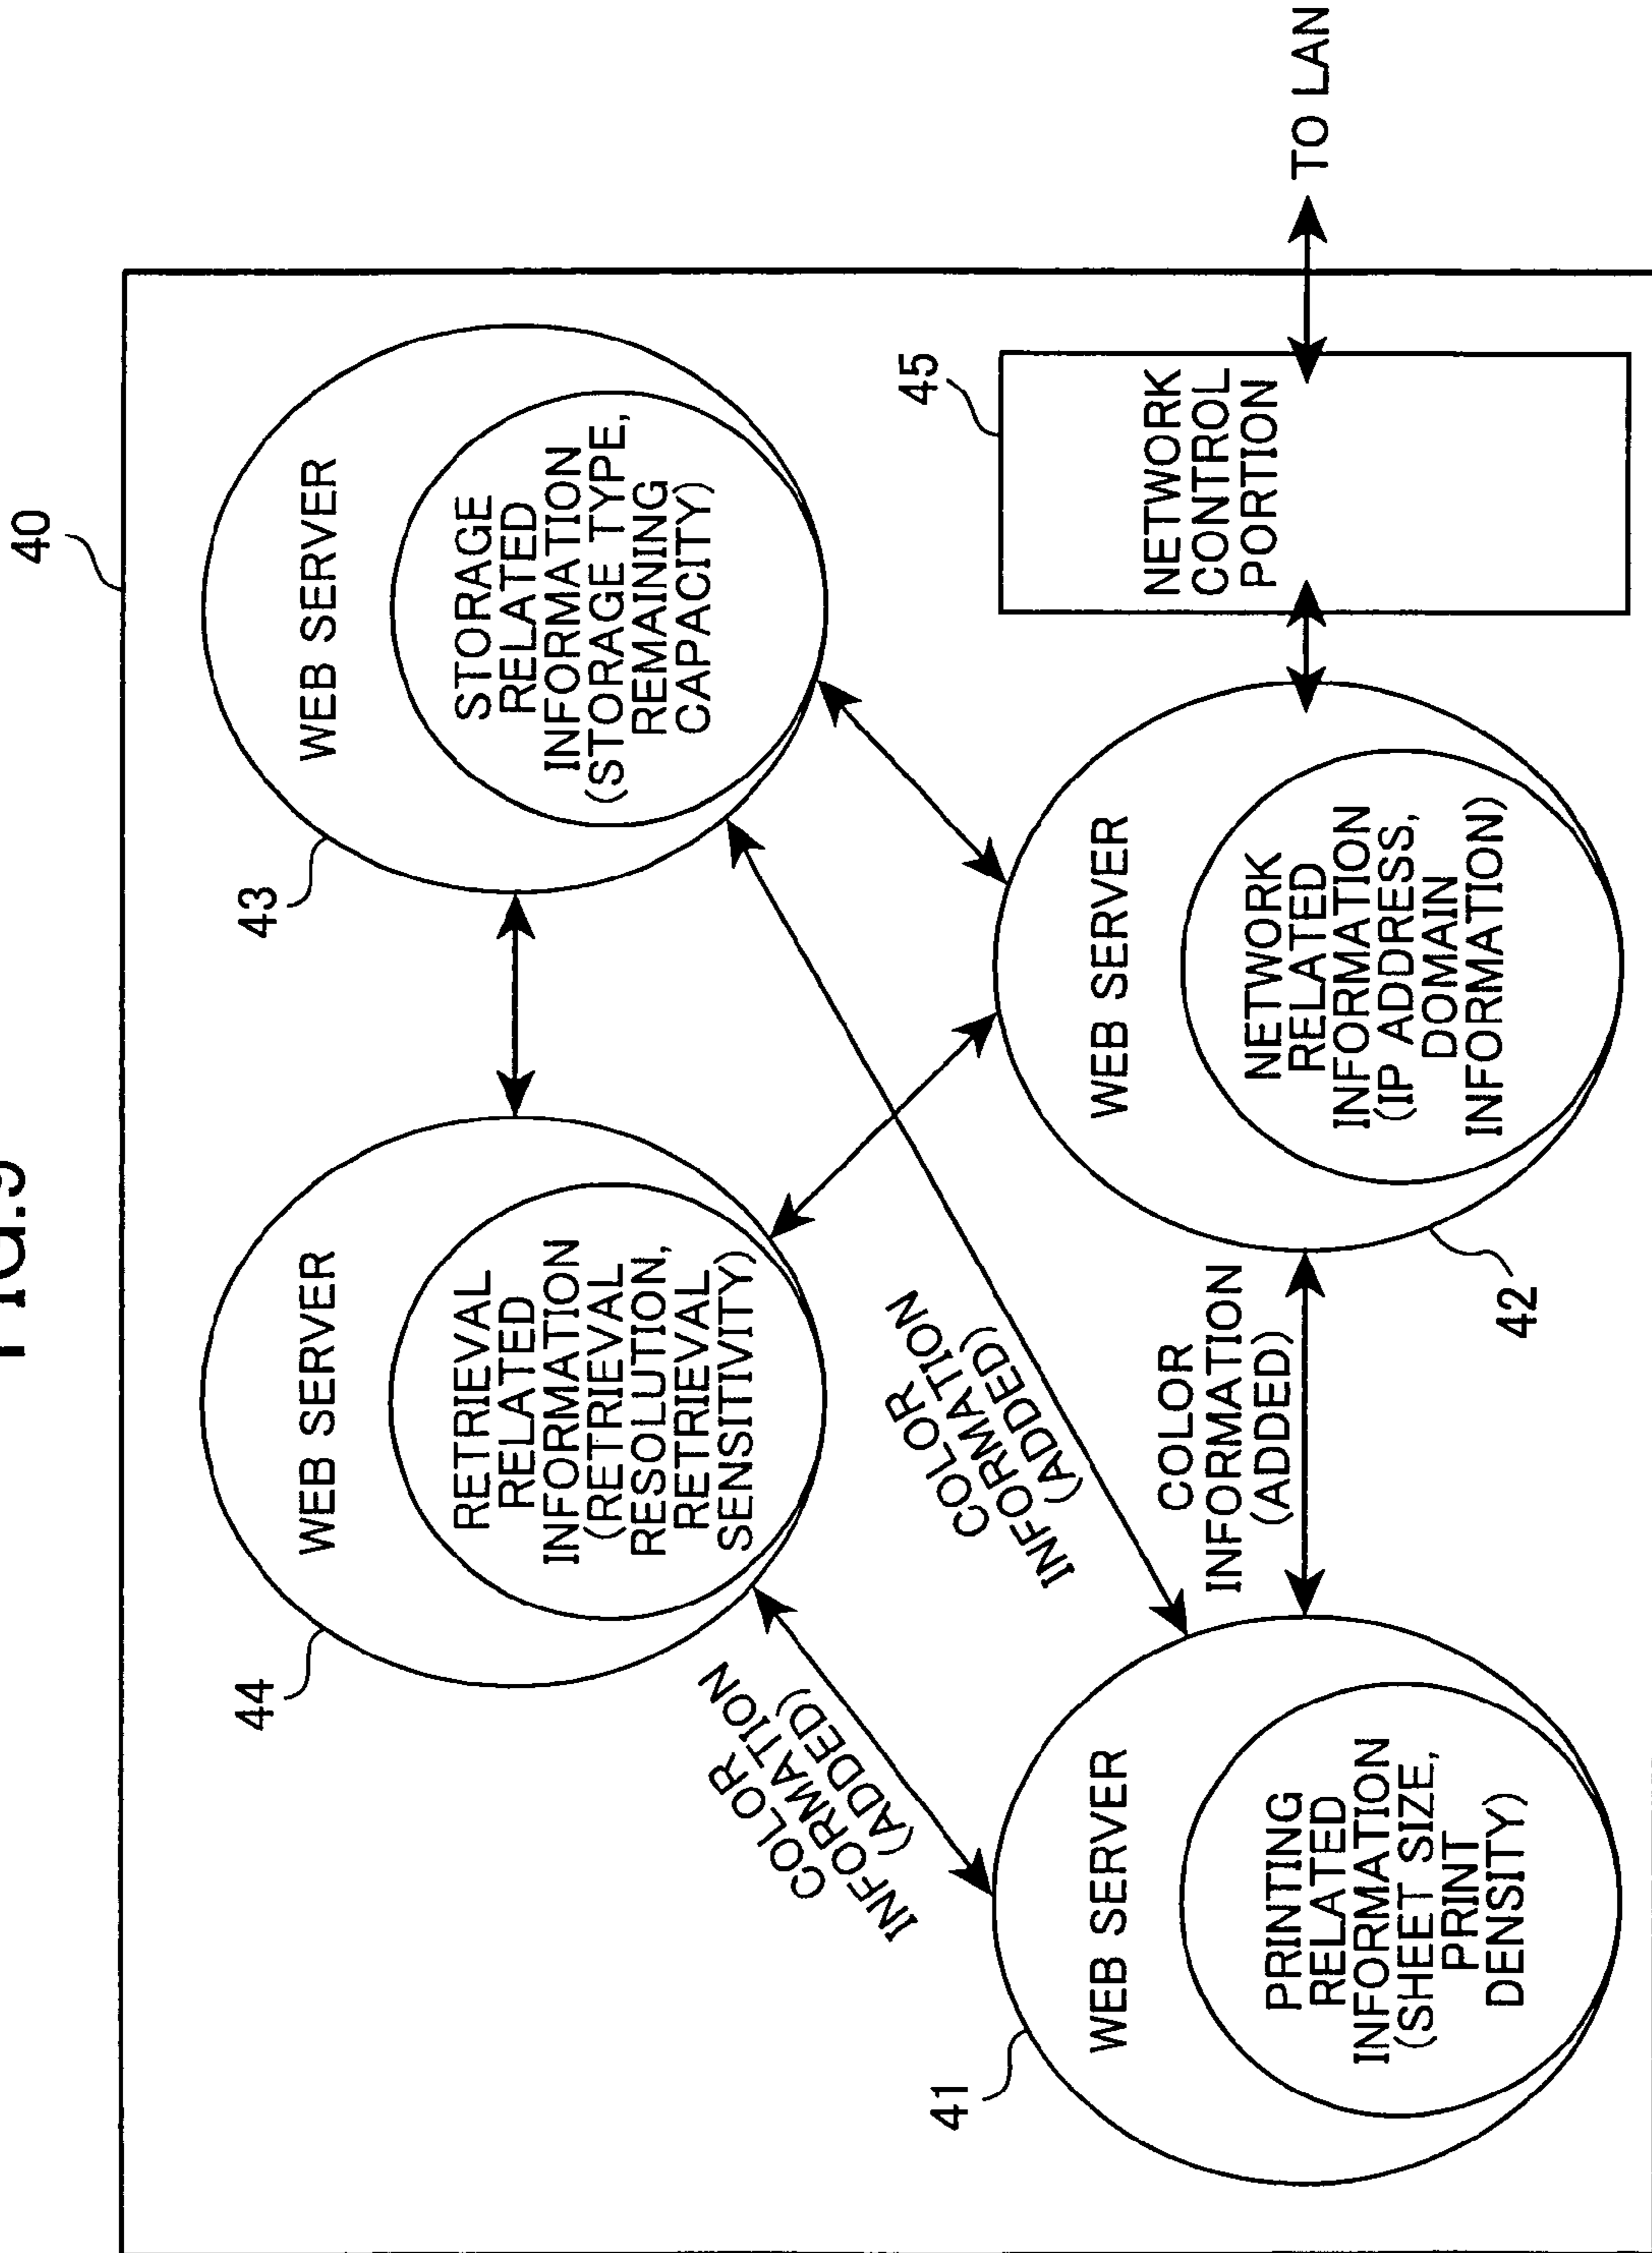 40
44
WEB SERVER
RETRIEVAL
RELATED
INFORMATION
(RETRIEVAL
RESOLUTION,
RETRIEVAL
SENSITIVITY)
43
WEB SERVER
STORAGE
RELATED
INFORMATION
(STORAGE TYPE,
REMAINING
CAPACITY)
COLOR
INFORMATION
(ADDED)
COLOR
INFORMATION
(ADDED)
41
WEB SERVER
PRINTING
RELATED
INFORMATION
(SHEET SIZE,
PRINT
DENSITY)
COLOR
INFORMATION
(ADDED)
WEB SERVER
NETWORK
RELATED
INFORMATION
(IP ADDRESS,
DOMAIN
INFORMATION)
42
45
NETWORK
CONTROL
PORTION
TO LAN